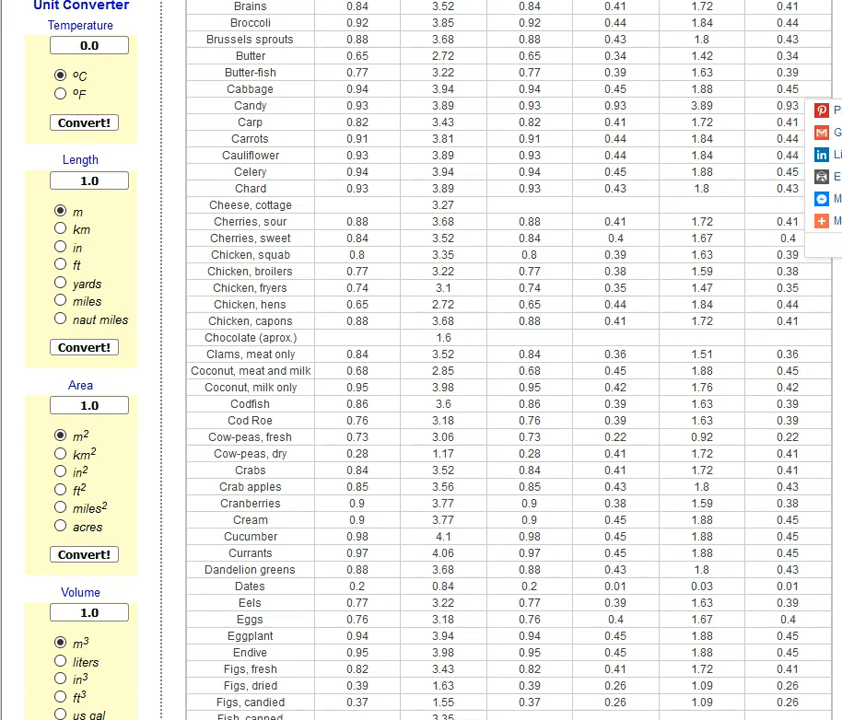 Unit Converter
Temperature
0.0
ºC
ºF
Convert!
Length
1.0
m
km
in
ft
yards
miles
naut miles
Convert!
Area
1.0
m2
km2
in2
ft2
miles2
acres
Convert!
Volume
1.0
m3
liters
in3
ft3
us gal
Brains 0.84 3.52 0.84 0.41 1.72 0.41
Broccoli 0.92 3.85 0.92 0.44 1.84 0.44
Brussels sprouts 0.88 3.68 0.88 0.43 1.8 0.43
Butter 0.65 2.72 0.65 0.34 1.42 0.34
Butter-fish 0.77 3.22 0.77 0.39 1.63 0.39
Cabbage 0.94 3.94 0.94 0.45 1.88 0.45
Candy 0.93 3.89 0.93 0.93 3.89 0.93
Carp 0.82 3.43 0.82 0.41 1.72 0.41
Carrots 0.91 3.81 0.91 0.44 1.84 0.44
Cauliflower 0.93 3.89 0.93 0.44 1.84 0.44
Celery 0.94 3.94 0.94 0.45 1.88 0.45
Chard 0.93 3.89 0.93 0.43 1.8 0.43
Cheese, cottage 3.27
Cherries, sour 0.88 3.68 0.88 0.41 1.72 0.41
Cherries, sweet 0.84 3.52 0.84 0.4 1.67 0.4
Chicken, squab 0.8 3.35 0.8 0.39 1.63 0.39
Chicken, broilers 0.77 3.22 0.77 0.38 1.59 0.38
Chicken, fryers 0.74 3.1 0.74 0.35 1.47 0.35
Chicken, hens 0.65 2.72 0.65 0.44 1.84 0.44
Chicken, capons 0.88 3.68 0.88 0.41 1.72 0.41
Chocolate (aprox.) 1.6
Clams, meat only 0.84 3.52 0.84 0.36 1.51 0.36
Coconut, meat and milk 0.68 2.85 0.68 0.45 1.88 0.45
Coconut, milk only 0.95 3.98 0.95 0.42 1.76 0.42
Codfish 0.86 3.6 0.86 0.39 1.63 0.39
Cod Roe 0.76 3.18 0.76 0.39 1.63 0.39
Cow-peas, fresh 0.73 3.06 0.73 0.22 0.92 0.22
Cow-peas, dry 0.28 1.17 0.28 0.41 1.72 0.41
Crabs 0.84 3.52 0.84 0.41 1.72 0.41
Crab apples 0.85 3.56 0.85 0.43 1.8 0.43
Cranberries 0.9 3.77 0.9 0.38 1.59 0.38
Cream 0.9 3.77 0.9 0.45 1.88 0.45
Cucumber 0.98 4.1 0.98 0.45 1.88 0.45
Currants 0.97 4.06 0.97 0.45 1.88 0.45
Dandelion greens 0.88 3.68 0.88 0.43 1.8 0.43
Dates 0.2 0.84 0.2 0.01 0.03 0.01
Eels 0.77 3.22 0.77 0.39 1.63 0.39
Eggs 0.76 3.18 0.76 0.4 1.67 0.4
Eggplant 0.94 3.94 0.94 0.45 1.88 0.45
Endive 0.95 3.98 0.95 0.45 1.88 0.45
Figs, fresh 0.82 3.43 0.82 0.41 1.72 0.41
Figs, dried 0.39 1.63 0.39 0.26 1.09 0.26
Figs, candied 0.37 1.55 0.37 0.26 1.09 0.26
Fish, canned 3.35